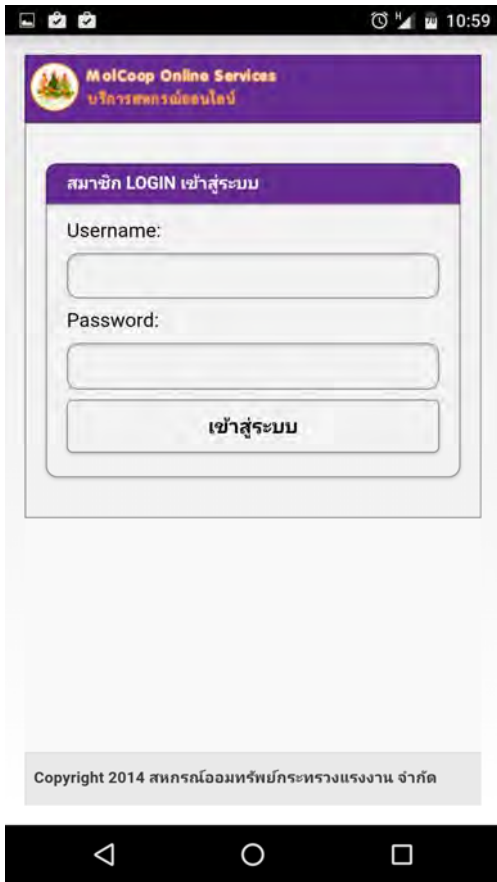 10:59
MolCoop Online Services
บริการสหกรณ์ออนไลน์
สมาชิก LOGIN เข้าสู่ระบบ
Username:
Password:
เข้าสู่ระบบ
Copyright 2014 สหกรณ์ออมทรัพย์กระทรวงแรงงาน จำกัด